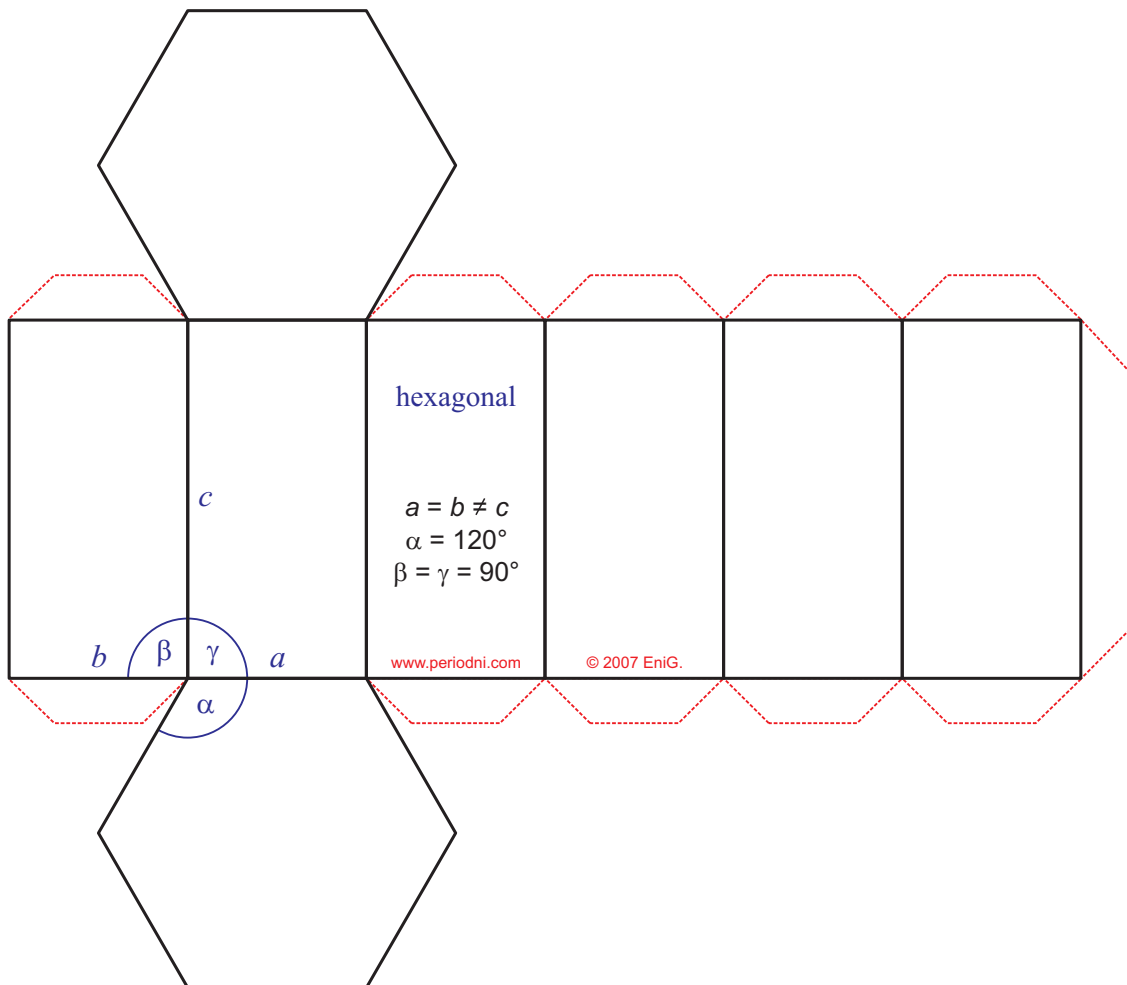 hexagonal
a = b ≠ c
α = 120°
β = γ = 90°
c
b
β
γ
a
α
www.periodni.com
© 2007 EniG.